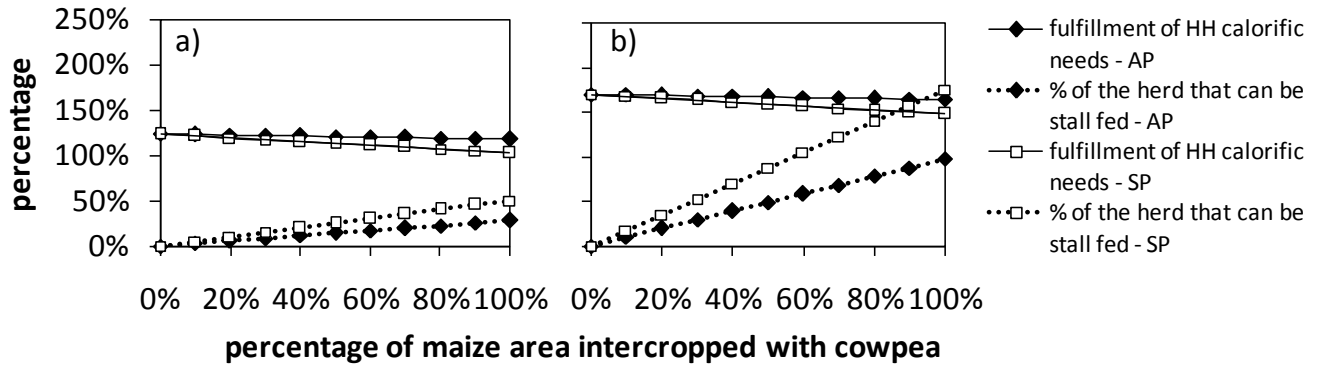 250%
200%
150%
100%
50%
0%
percentage
a)
b)
0% 20% 40% 60% 80% 100%
0% 20% 40% 60% 80% 100%
percentage of maize area intercropped with cowpea
fulfillment of HH calorific
needs - AP
% of the herd that can be
stall fed - AP
fulfillment of HH calorific
needs - SP
% of the herd that can be
stall fed - SP